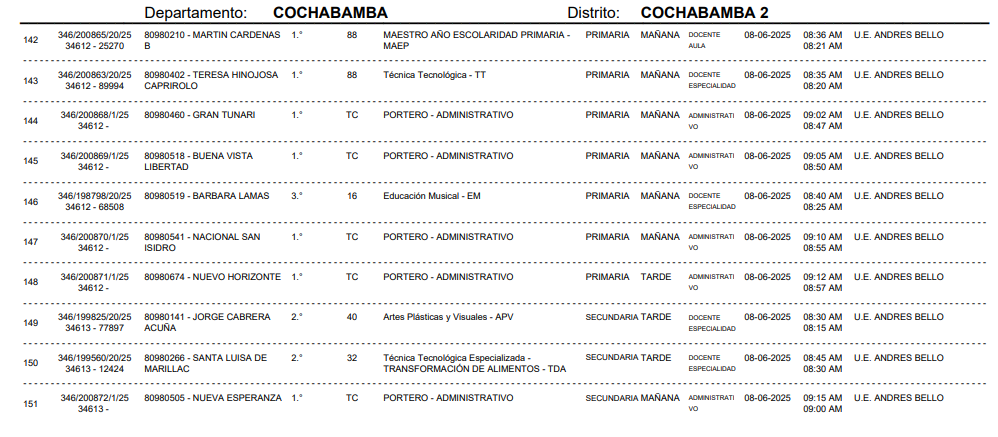 Departamento: COCHABAMBA Distrito: COCHABAMBA 2
142 346/200865/20/25 80980210 - MARTIN CARDENAS 1.° 88 MAESTRO AÑO ESCOLARIDAD PRIMARIA - PRIMARIA MAÑANA DOCENTE 08-06-2025 08:36 AM U.E. ANDRES BELLO
34612 - 25270 B MAEP AULA 08:21 AM
143 346/200863/20/25 80980402 - TERESA HINOJOSA 1.° 88 Técnica Tecnológica - TT PRIMARIA MAÑANA DOCENTE 08-06-2025 08:35 AM U.E. ANDRES BELLO
34612 - 89994 CAPRIROLO ESPECIALIDAD 08:20 AM
144 346/200868/1/25 80980460 - GRAN TUNARI 1.° TC PORTERO - ADMINISTRATIVO PRIMARIA MAÑANA ADMINISTRATI 08-06-2025 09:02 AM U.E. ANDRES BELLO
34612 - VO 08:47 AM
145 346/200869/1/25 80980518 - BUENA VISTA 1.° TC PORTERO - ADMINISTRATIVO PRIMARIA MAÑANA ADMINISTRATI 08-06-2025 09:05 AM U.E. ANDRES BELLO
34612 - LIBERTAD VO 08:50 AM
146 346/198798/20/25 80980519 - BARBARA LAMAS 3.° 16 Educación Musical - EM PRIMARIA MAÑANA DOCENTE 08-06-2025 08:40 AM U.E. ANDRES BELLO
34612 - 68508 ESPECIALIDAD 08:25 AM
147 346/200870/1/25 80980541 - NACIONAL SAN 1.° TC PORTERO - ADMINISTRATIVO PRIMARIA MAÑANA ADMINISTRATI 08-06-2025 09:10 AM U.E. ANDRES BELLO
34612 - ISIDRO VO 08:55 AM
148 346/200871/1/25 80980674 - NUEVO HORIZONTE 1.° TC PORTERO - ADMINISTRATIVO PRIMARIA TARDE ADMINISTRATI 08-06-2025 09:12 AM U.E. ANDRES BELLO
34612 - VO 08:57 AM
149 346/199825/20/25 80980141 - JORGE CABRERA 2.° 40 Artes Plásticas y Visuales - APV SECUNDARIA TARDE DOCENTE 08-06-2025 08:30 AM U.E. ANDRES BELLO
34613 - 77897 ACUÑA ESPECIALIDAD 08:15 AM
150 346/199560/20/25 80980266 - SANTA LUISA DE 2.° 32 Técnica Tecnológica Especializada - SECUNDARIA TARDE DOCENTE 08-06-2025 08:45 AM U.E. ANDRES BELLO
34613 - 12424 MARILLAC TRANSFORMACIÓN DE ALIMENTOS - TDA ESPECIALIDAD 08:30 AM
151 346/200872/1/25 80980505 - NUEVA ESPERANZA 1.° TC PORTERO - ADMINISTRATIVO SECUNDARIA MAÑANA ADMINISTRATI 08-06-2025 09:15 AM U.E. ANDRES BELLO
34613 - VO 09:00 AM